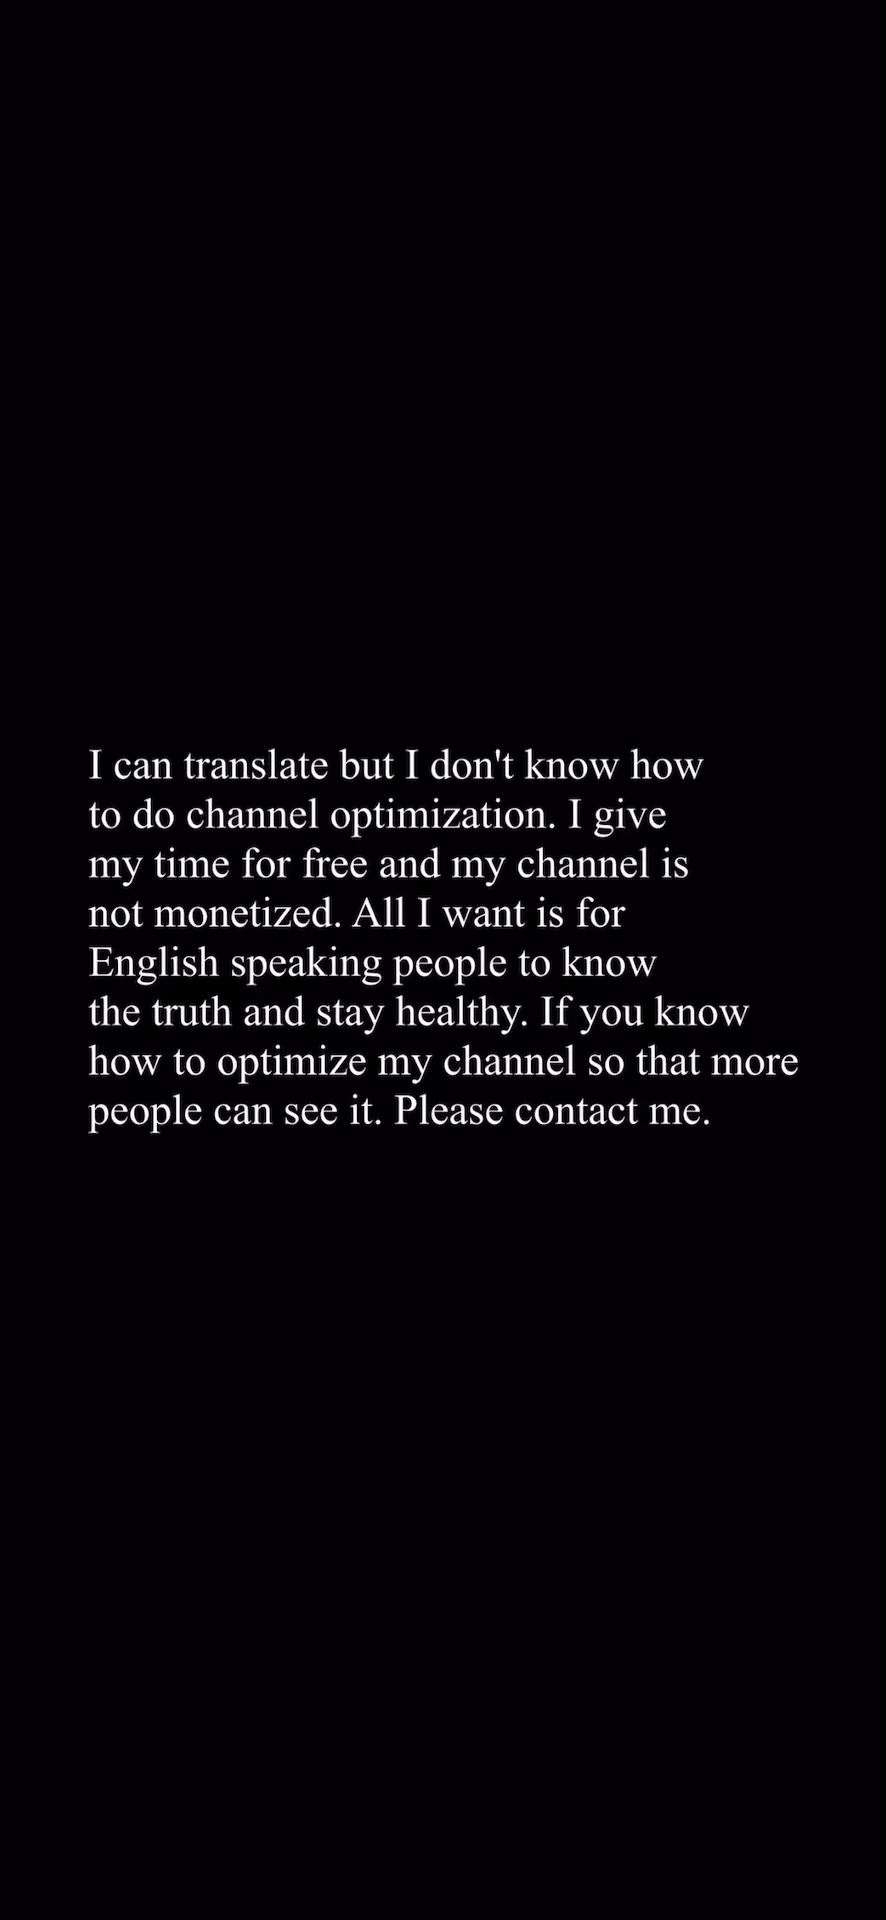 I can translate but I don't know how
to do channel optimization. I give
my time for free and my channel is
not monetized. All I want is for
English speaking people to know
the truth and stay healthy. If you know
how to optimize my channel so that more
people can see it. Please contact me.